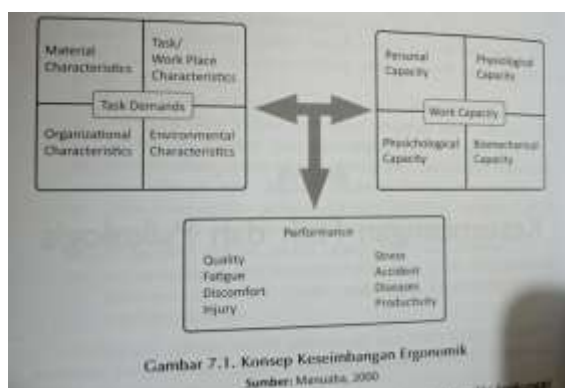 Material
Characteristics
Task/
Work Place
Characteristics
Task Demands
Organizational
Characteristics
Environmental
Characteristics
Personal
Capacity
Physiological
Capacity
Work Capacity
Physichological
Capacity
Biomechanical
Capacity
Performance
Quality
Fatigue
Discomfort
Injury
Stress
Accident
Diseases
Productivity
Gambar 7.1. Konsep Keseimbangan Ergonomik
Sumber: Manuaba, 2000